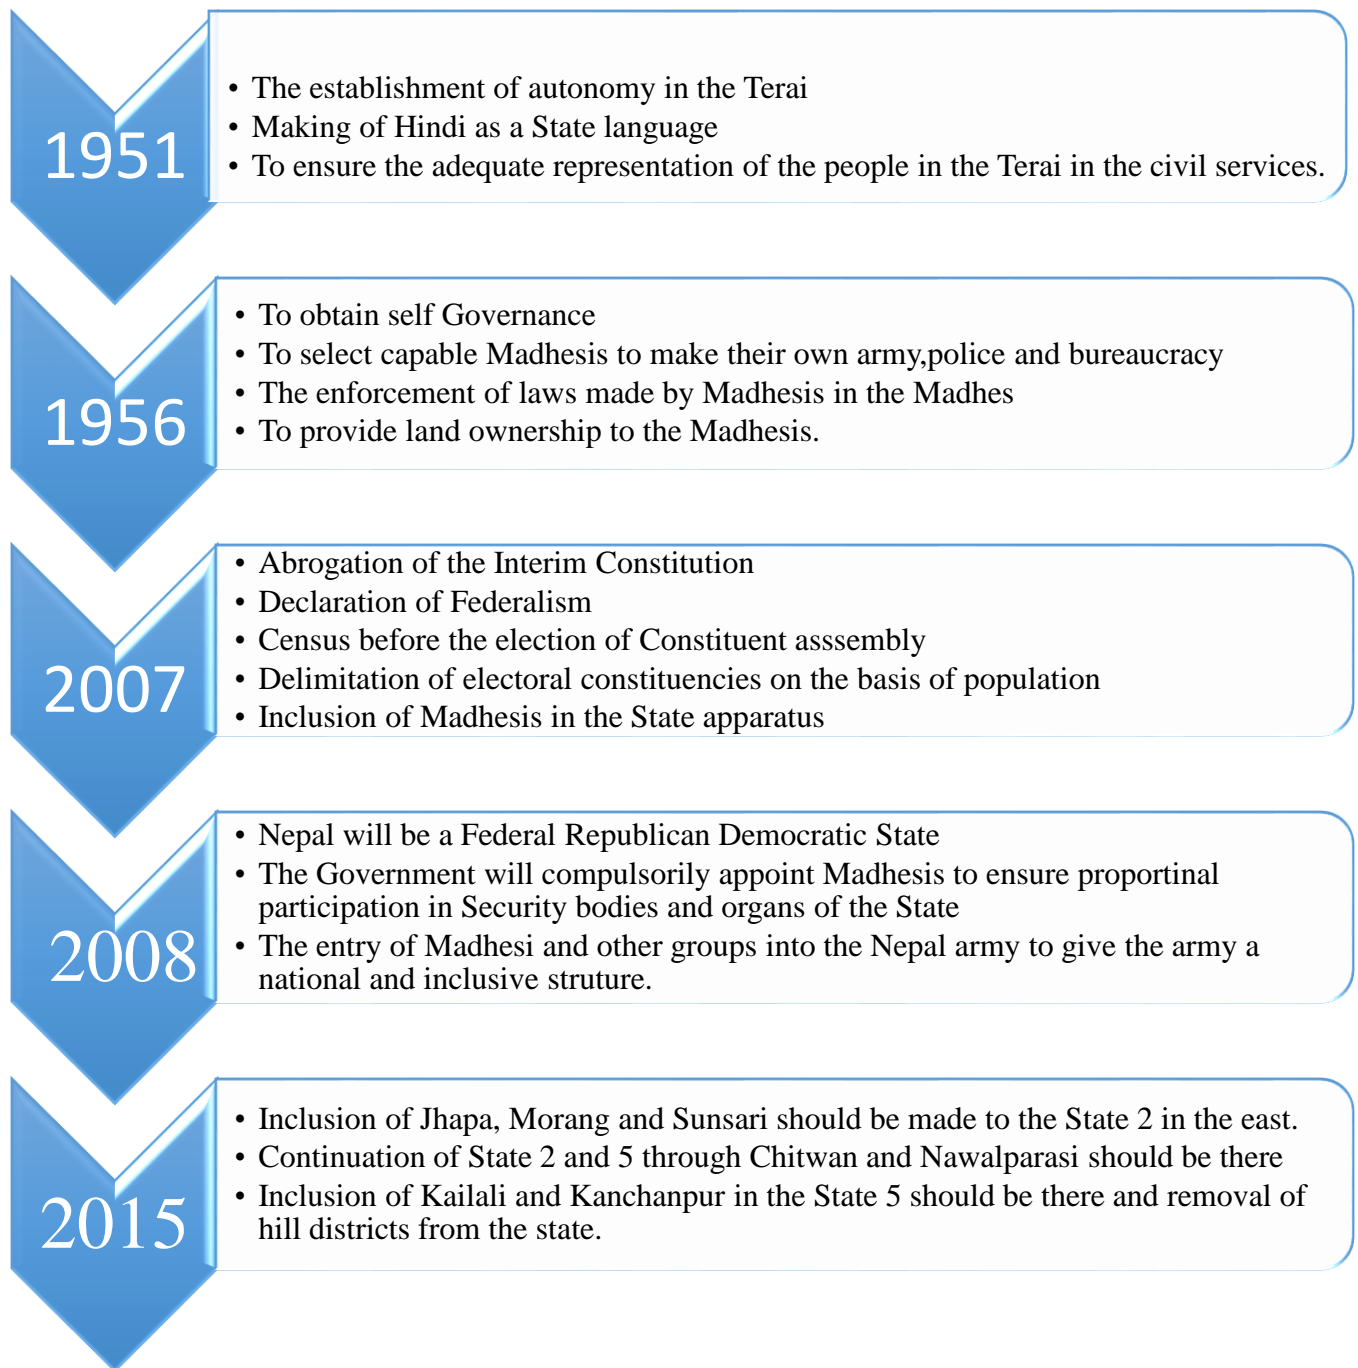 1951
• The establishment of autonomy in the Terai
• Making of Hindi as a State language
• To ensure the adequate representation of the people in the Terai in the civil services.
1956
• To obtain self Governance
• To select capable Madhesis to make their own army,police and bureaucracy
• The enforcement of laws made by Madhesis in the Madhes
• To provide land ownership to the Madhesis.
2007
• Abrogation of the Interim Constitution
• Declaration of Federalism
• Census before the election of Constituent asssembly
• Delimitation of electoral constituencies on the basis of population
• Inclusion of Madhesis in the State apparatus
2008
• Nepal will be a Federal Republican Democratic State
• The Government will compulsorily appoint Madhesis to ensure proportinal
participation in Security bodies and organs of the State
• The entry of Madhesi and other groups into the Nepal army to give the army a
national and inclusive struture.
2015
• Inclusion of Jhapa, Morang and Sunsari should be made to the State 2 in the east.
• Continuation of State 2 and 5 through Chitwan and Nawalparasi should be there
• Inclusion of Kailali and Kanchanpur in the State 5 should be there and removal of
hill districts from the state.